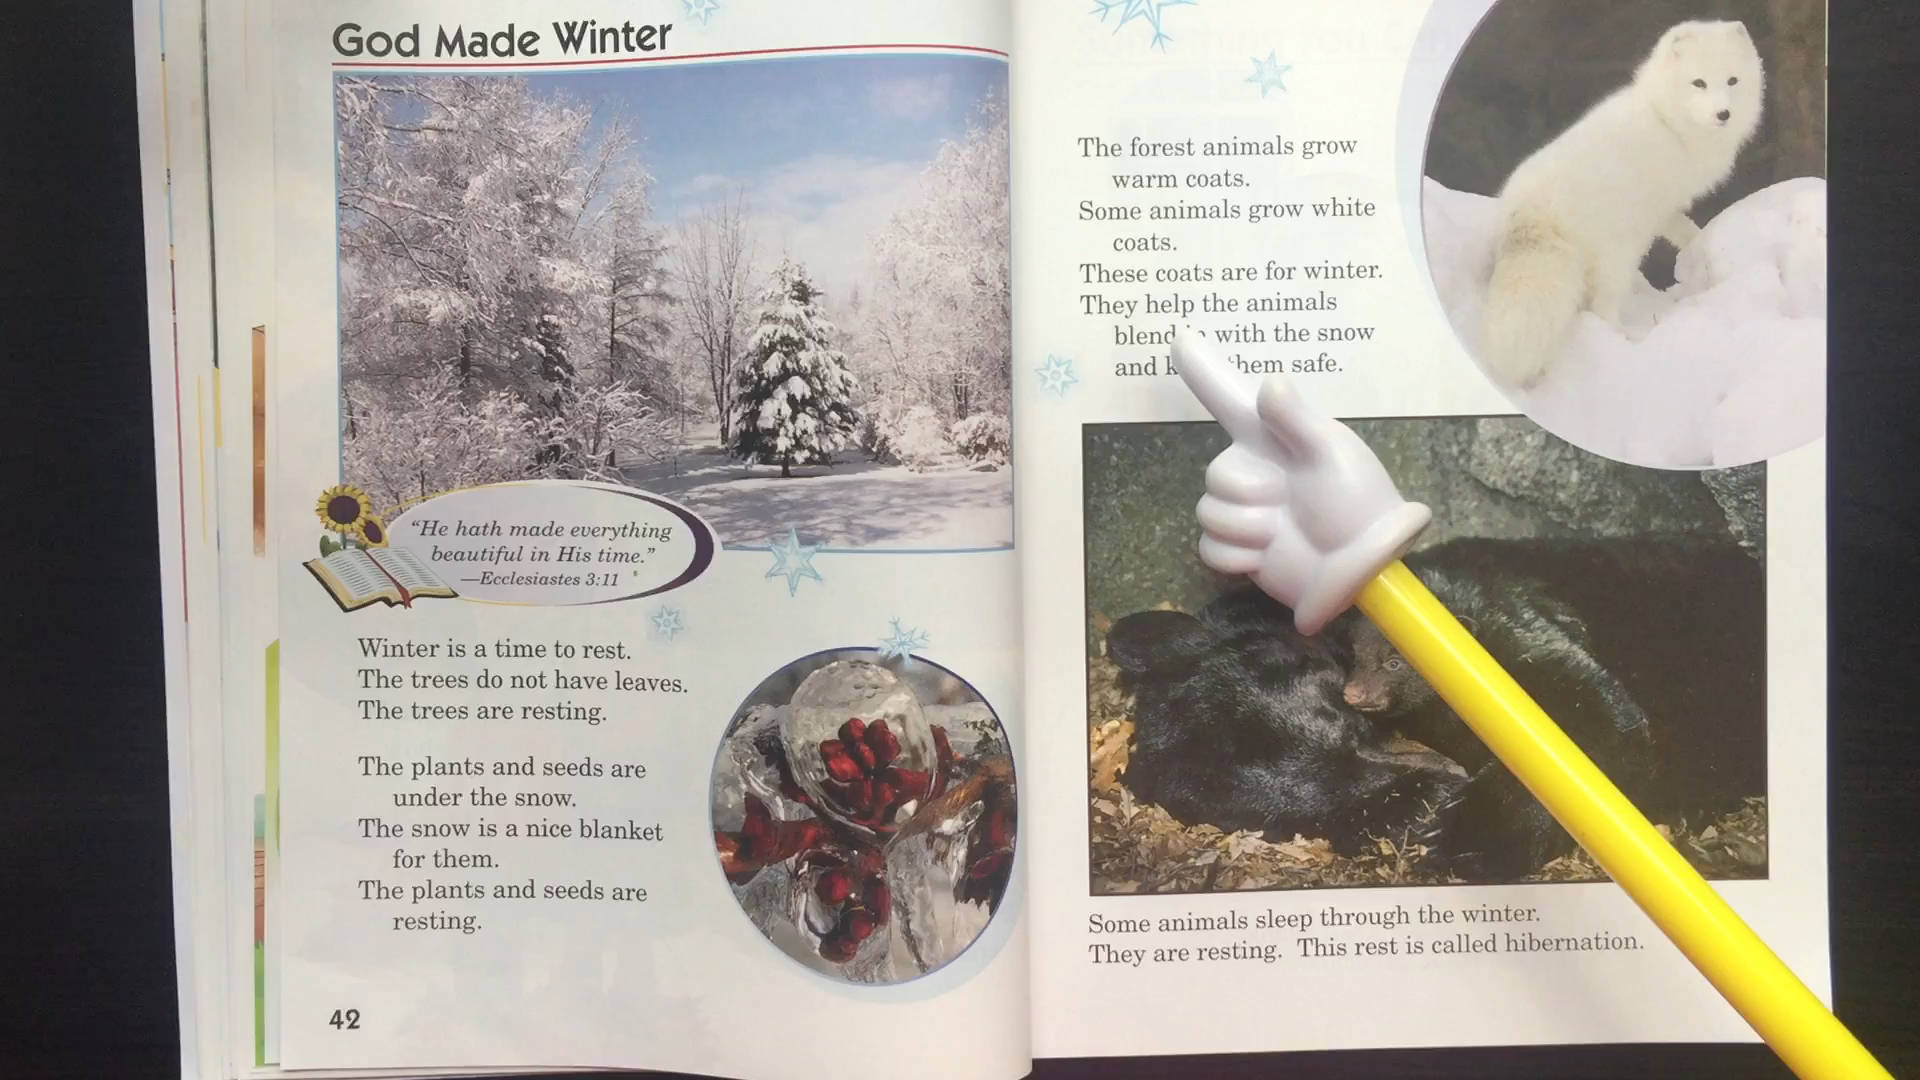 God Made Winter
"He hath made everything
beautiful in His time."
—Ecclesiastes 3:11
Winter is a time to rest.
The trees do not have leaves.
The trees are resting.
The plants and seeds are
under the snow.
The snow is a nice blanket
for them.
The plants and seeds are
resting.
42
The forest animals grow
warm coats.
Some animals grow white
coats.
These coats are for winter.
They help the animals
blend with the snow
and them safe.
Some animals sleep through the winter.
They are resting. This rest is called hibernation.